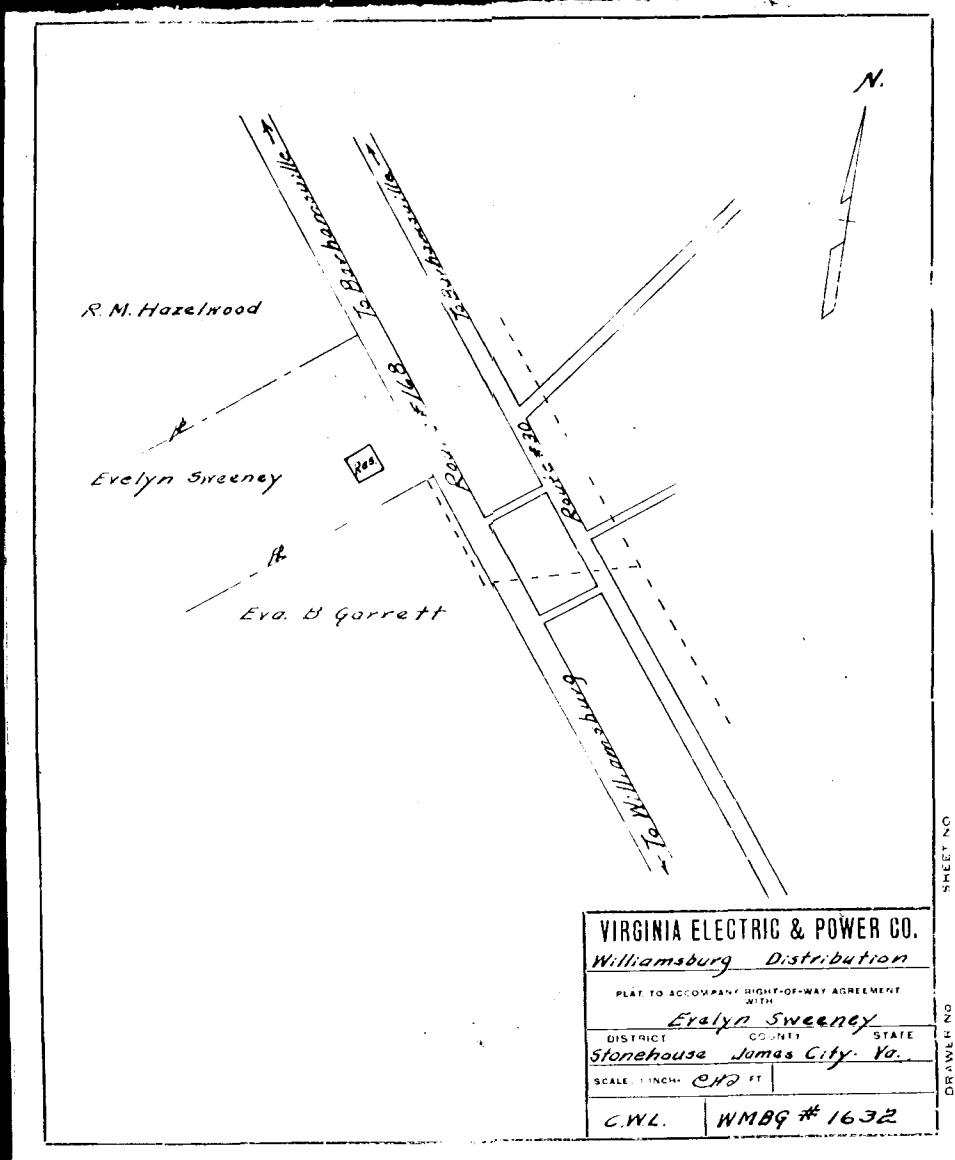 N.
To Barhamsville →
To Barhamsville →
R. M. Hazelwood
Route #168
Evelyn Sweeney
Res.
Route #30
Eva. B Garrett
← To Williamsburg
SHEET NO
DRAWER NO
VIRGINIA ELECTRIC & POWER CO.
Williamsburg Distribution
PLAT TO ACCOMPANY RIGHT-OF-WAY AGREEMENT
WITH
Evelyn Sweeney
DISTRICT COUNTY STATE
Stonehouse James City. Va.
SCALE 1 INCH= FT
C.W.L. WMBG # 1632